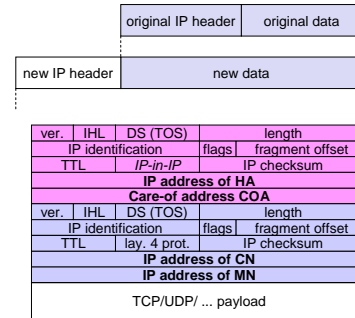 original IP header original data
new IP header new data
ver. IHL DS (TOS) length
IP identification flags fragment offset
TTL IP-in-IP IP checksum
IP address of HA
Care-of address COA
ver. IHL DS (TOS) length
IP identification flags fragment offset
TTL lay. 4 prot. IP checksum
IP address of CN
IP address of MN
TCP/UDP/ ... payload